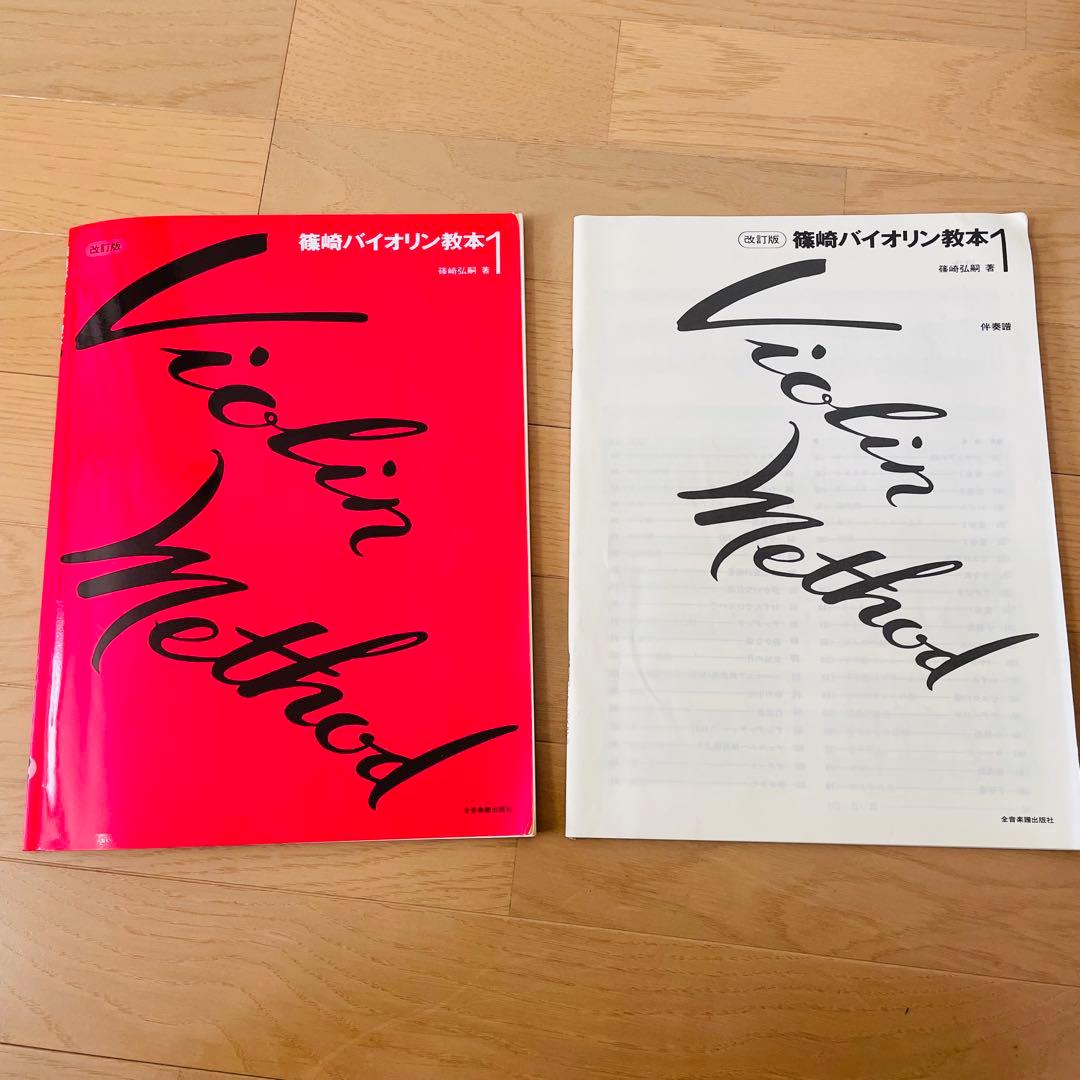 改訂版
篠崎バイオリン教本1
篠崎弘嗣 著
Violin
Method
全音楽譜出版社
改訂版 篠崎バイオリン教本1
篠崎弘嗣 著
伴奏譜
Violin
Method
全音楽譜出版社